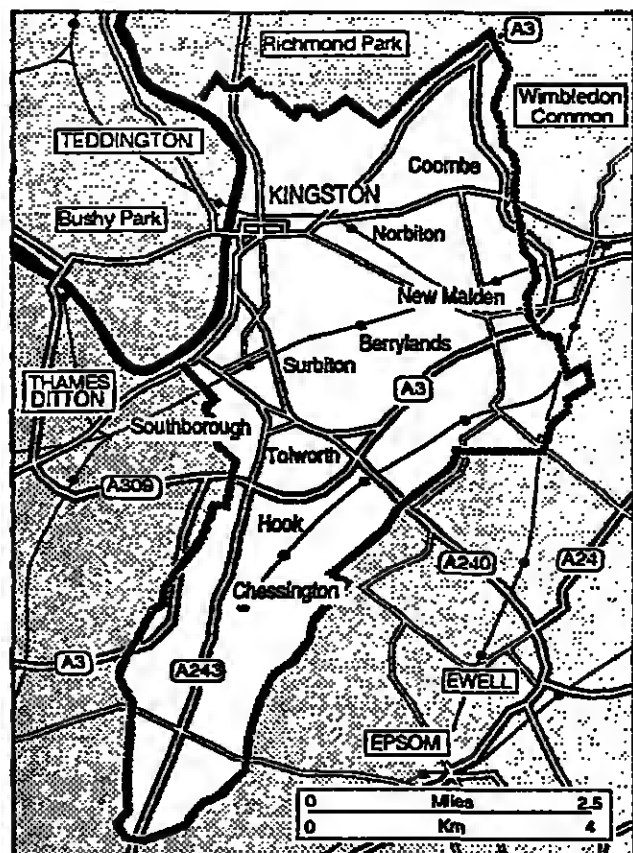 A3
Richmond Park
Wimbledon
Common
TEDDINGTON
Coombe
KINGSTON
Bushy Park
Norbiton
New Malden
Berrylands
Surbiton
THAMES
DITTON
A3
Southborough
Tolworth
A309
Hook
A240
A24
Chessington
A3
A243
EWELL
EPSOM
0 Miles 2.5
0 Km 4